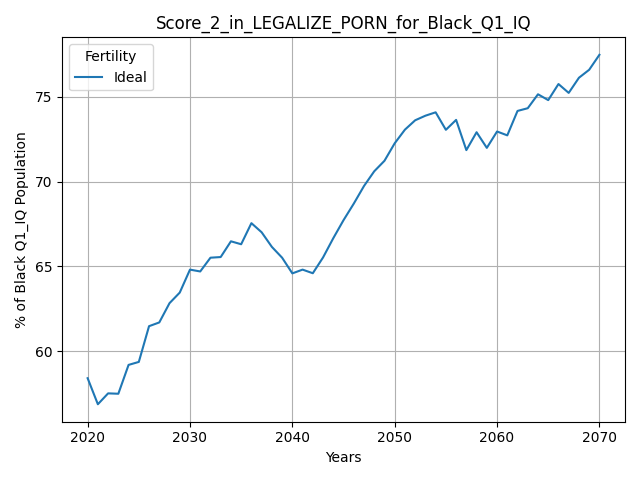 Score_2_in_LEGALIZE_PORN_for_Black_Q1_IQ
Fertility
Ideal
% of Black Q1_IQ Population
75
70
65
60
2020
2030
2040
2050
2060
2070
Years